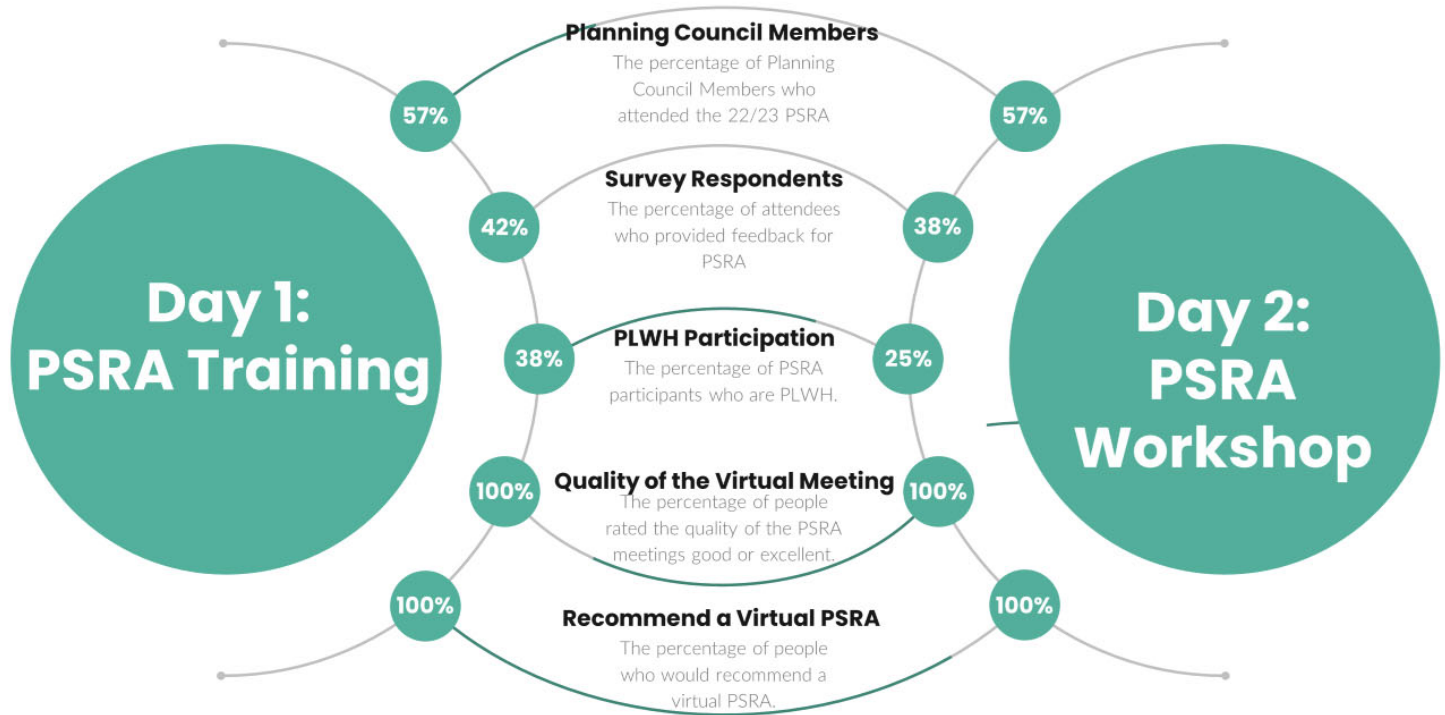 Planning Council Members
The percentage of Planning
Council Members who
attended the 22/23 PSRA
57%
57%
Survey Respondents
The percentage of attendees
who provided feedback for
PSRA
42%
38%
Day 1:
PSRA Training
Day 2:
PSRA
Workshop
PLWH Participation
The percentage of PSRA
participants who are PLWH.
38%
25%
Quality of the Virtual Meeting
The percentage of people
rated the quality of the PSRA
meetings good or excellent.
100%
100%
Recommend a Virtual PSRA
The percentage of people
who would recommend a
virtual PSRA.
100%
100%